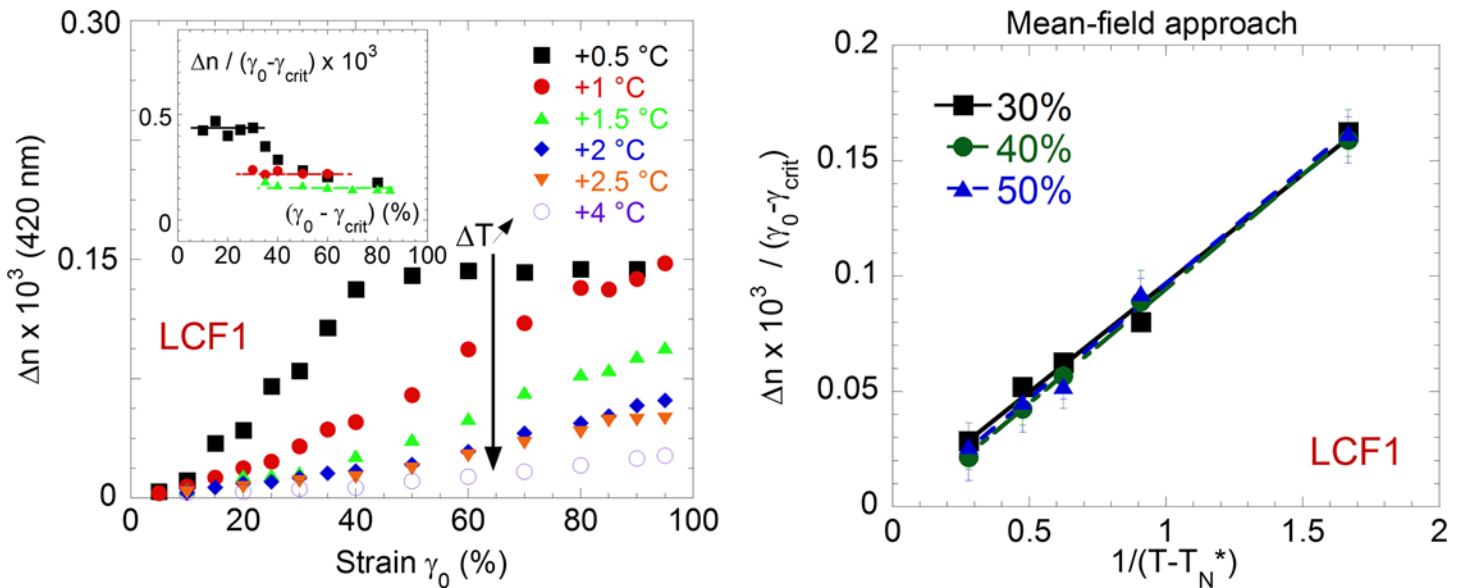 0.30
0.15
0
Δn x 10³ (420 nm)
0 20 40 60 80 100
Strain γ₀ (%)
LCF1
ΔT
+0.5 °C
+1 °C
+1.5 °C
+2 °C
+2.5 °C
+4 °C
Δn / (γ₀-γcrit) x 10³
0.5
0
(γ₀ - γcrit) (%)
0 20 40 60 80 100
Mean-field approach
0.2
0.15
0.1
0.05
0
Δn x 10³ / (γ₀-γcrit)
30%
40%
50%
LCF1
0 0.5 1 1.5 2
1/(T-T_N*)